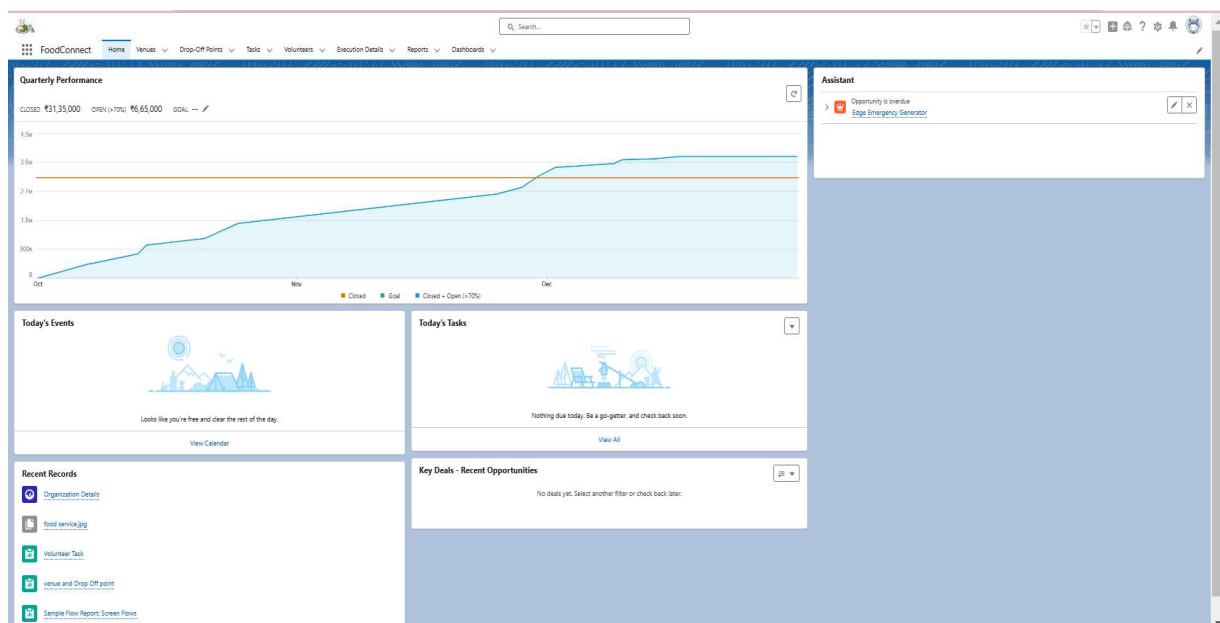 Search...
FoodConnect Home Venues Drop-Off Points Tasks Volunteers Execution Details Reports Dashboards
Quarterly Performance
CLOSED ₹31,35,000 OPEN (>70%) ₹6,65,000 GOAL --
4.5M
3.6M
2.7M
1.8M
900K
0
Oct Nov Dec
Closed Goal Closed + Open (>70%)
Assistant
Opportunity is overdue
Edge Emergency Generator
Today's Events
Looks like you're free and clear the rest of the day.
View Calendar
Today's Tasks
Nothing due today. Be a go-getter, and check back soon.
View All
Recent Records
Organization Details
food service.jpg
Volunteer Task
venue and Drop Off point
Sample Flow Report: Screen Flows
Key Deals - Recent Opportunities
No deals yet. Select another filter or check back later.